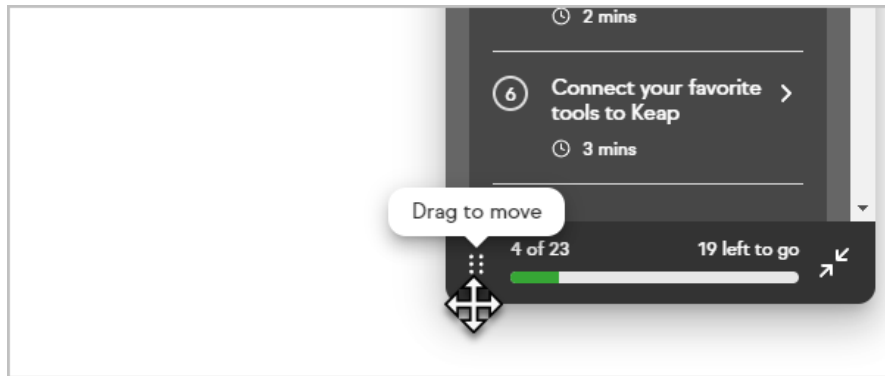 2 mins
6
Connect your favorite
tools to Keap
3 mins
Drag to move
4 of 23
19 left to go